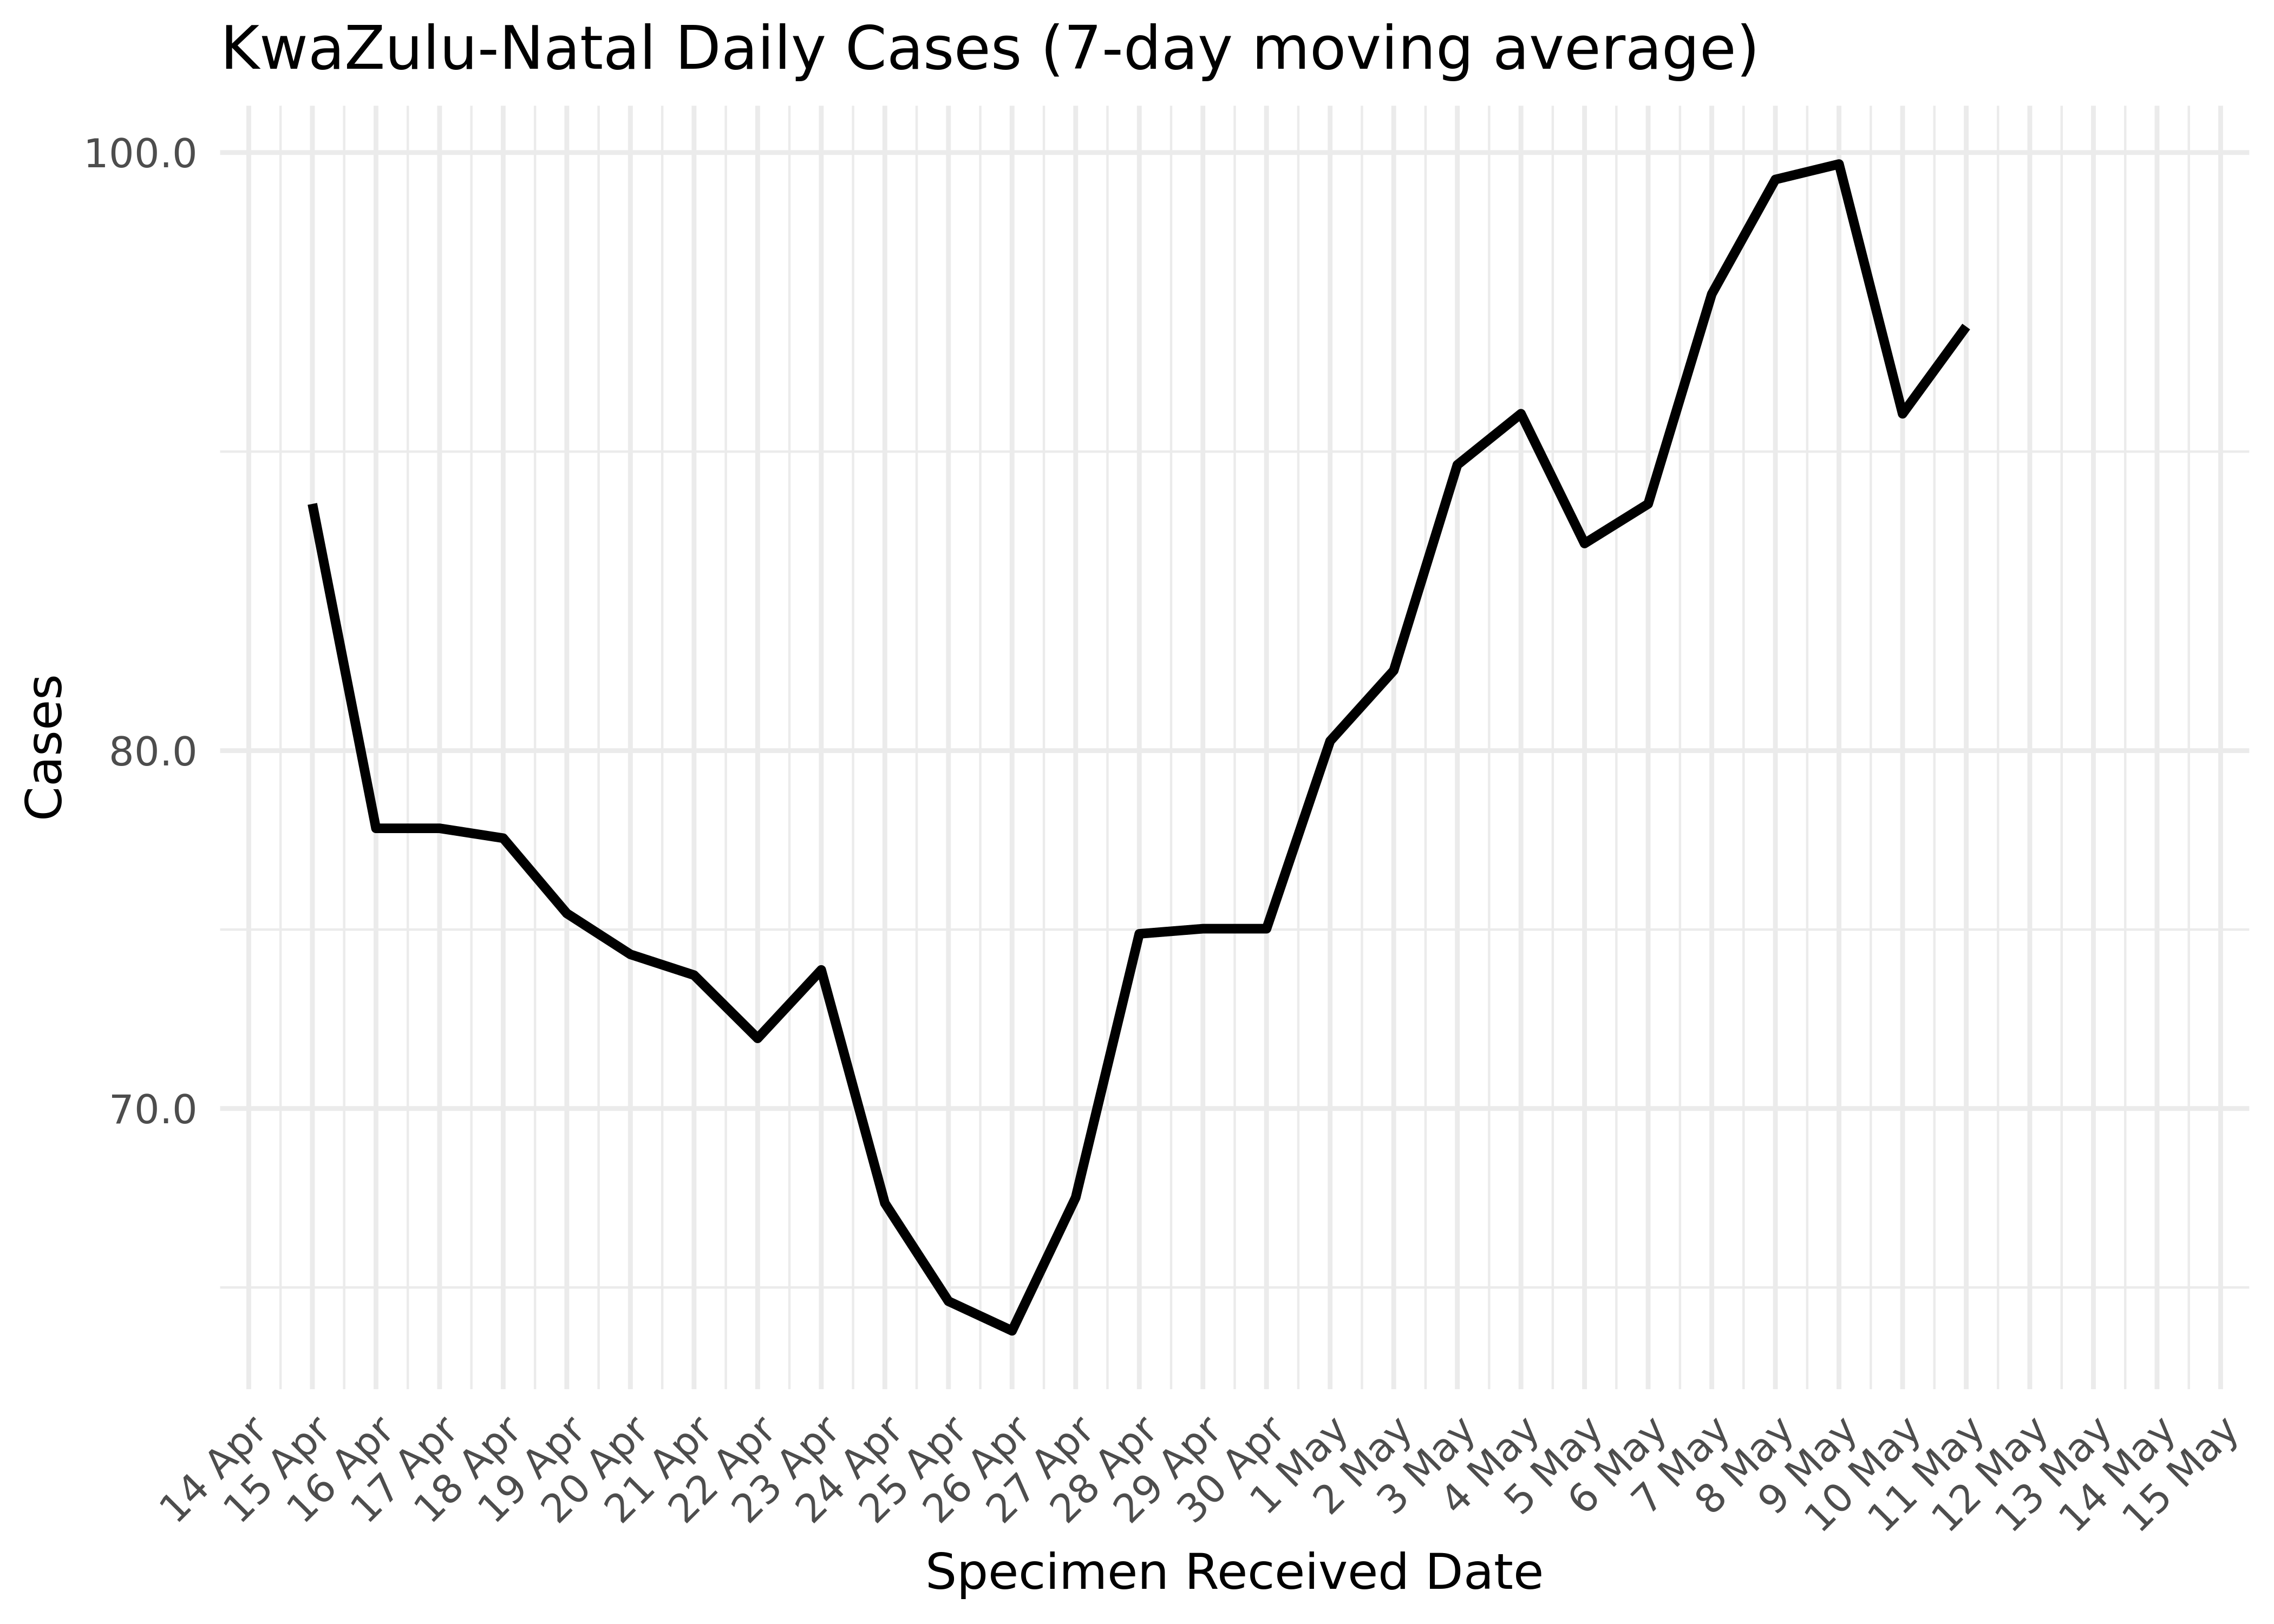 KwaZulu-Natal Daily Cases (7-day moving average)
100.0
80.0
70.0
Cases
14 Apr
15 Apr
16 Apr
17 Apr
18 Apr
19 Apr
20 Apr
21 Apr
22 Apr
23 Apr
24 Apr
25 Apr
26 Apr
27 Apr
28 Apr
29 Apr
30 Apr
1 May
2 May
3 May
4 May
5 May
6 May
7 May
8 May
9 May
10 May
11 May
12 May
13 May
14 May
15 May
Specimen Received Date